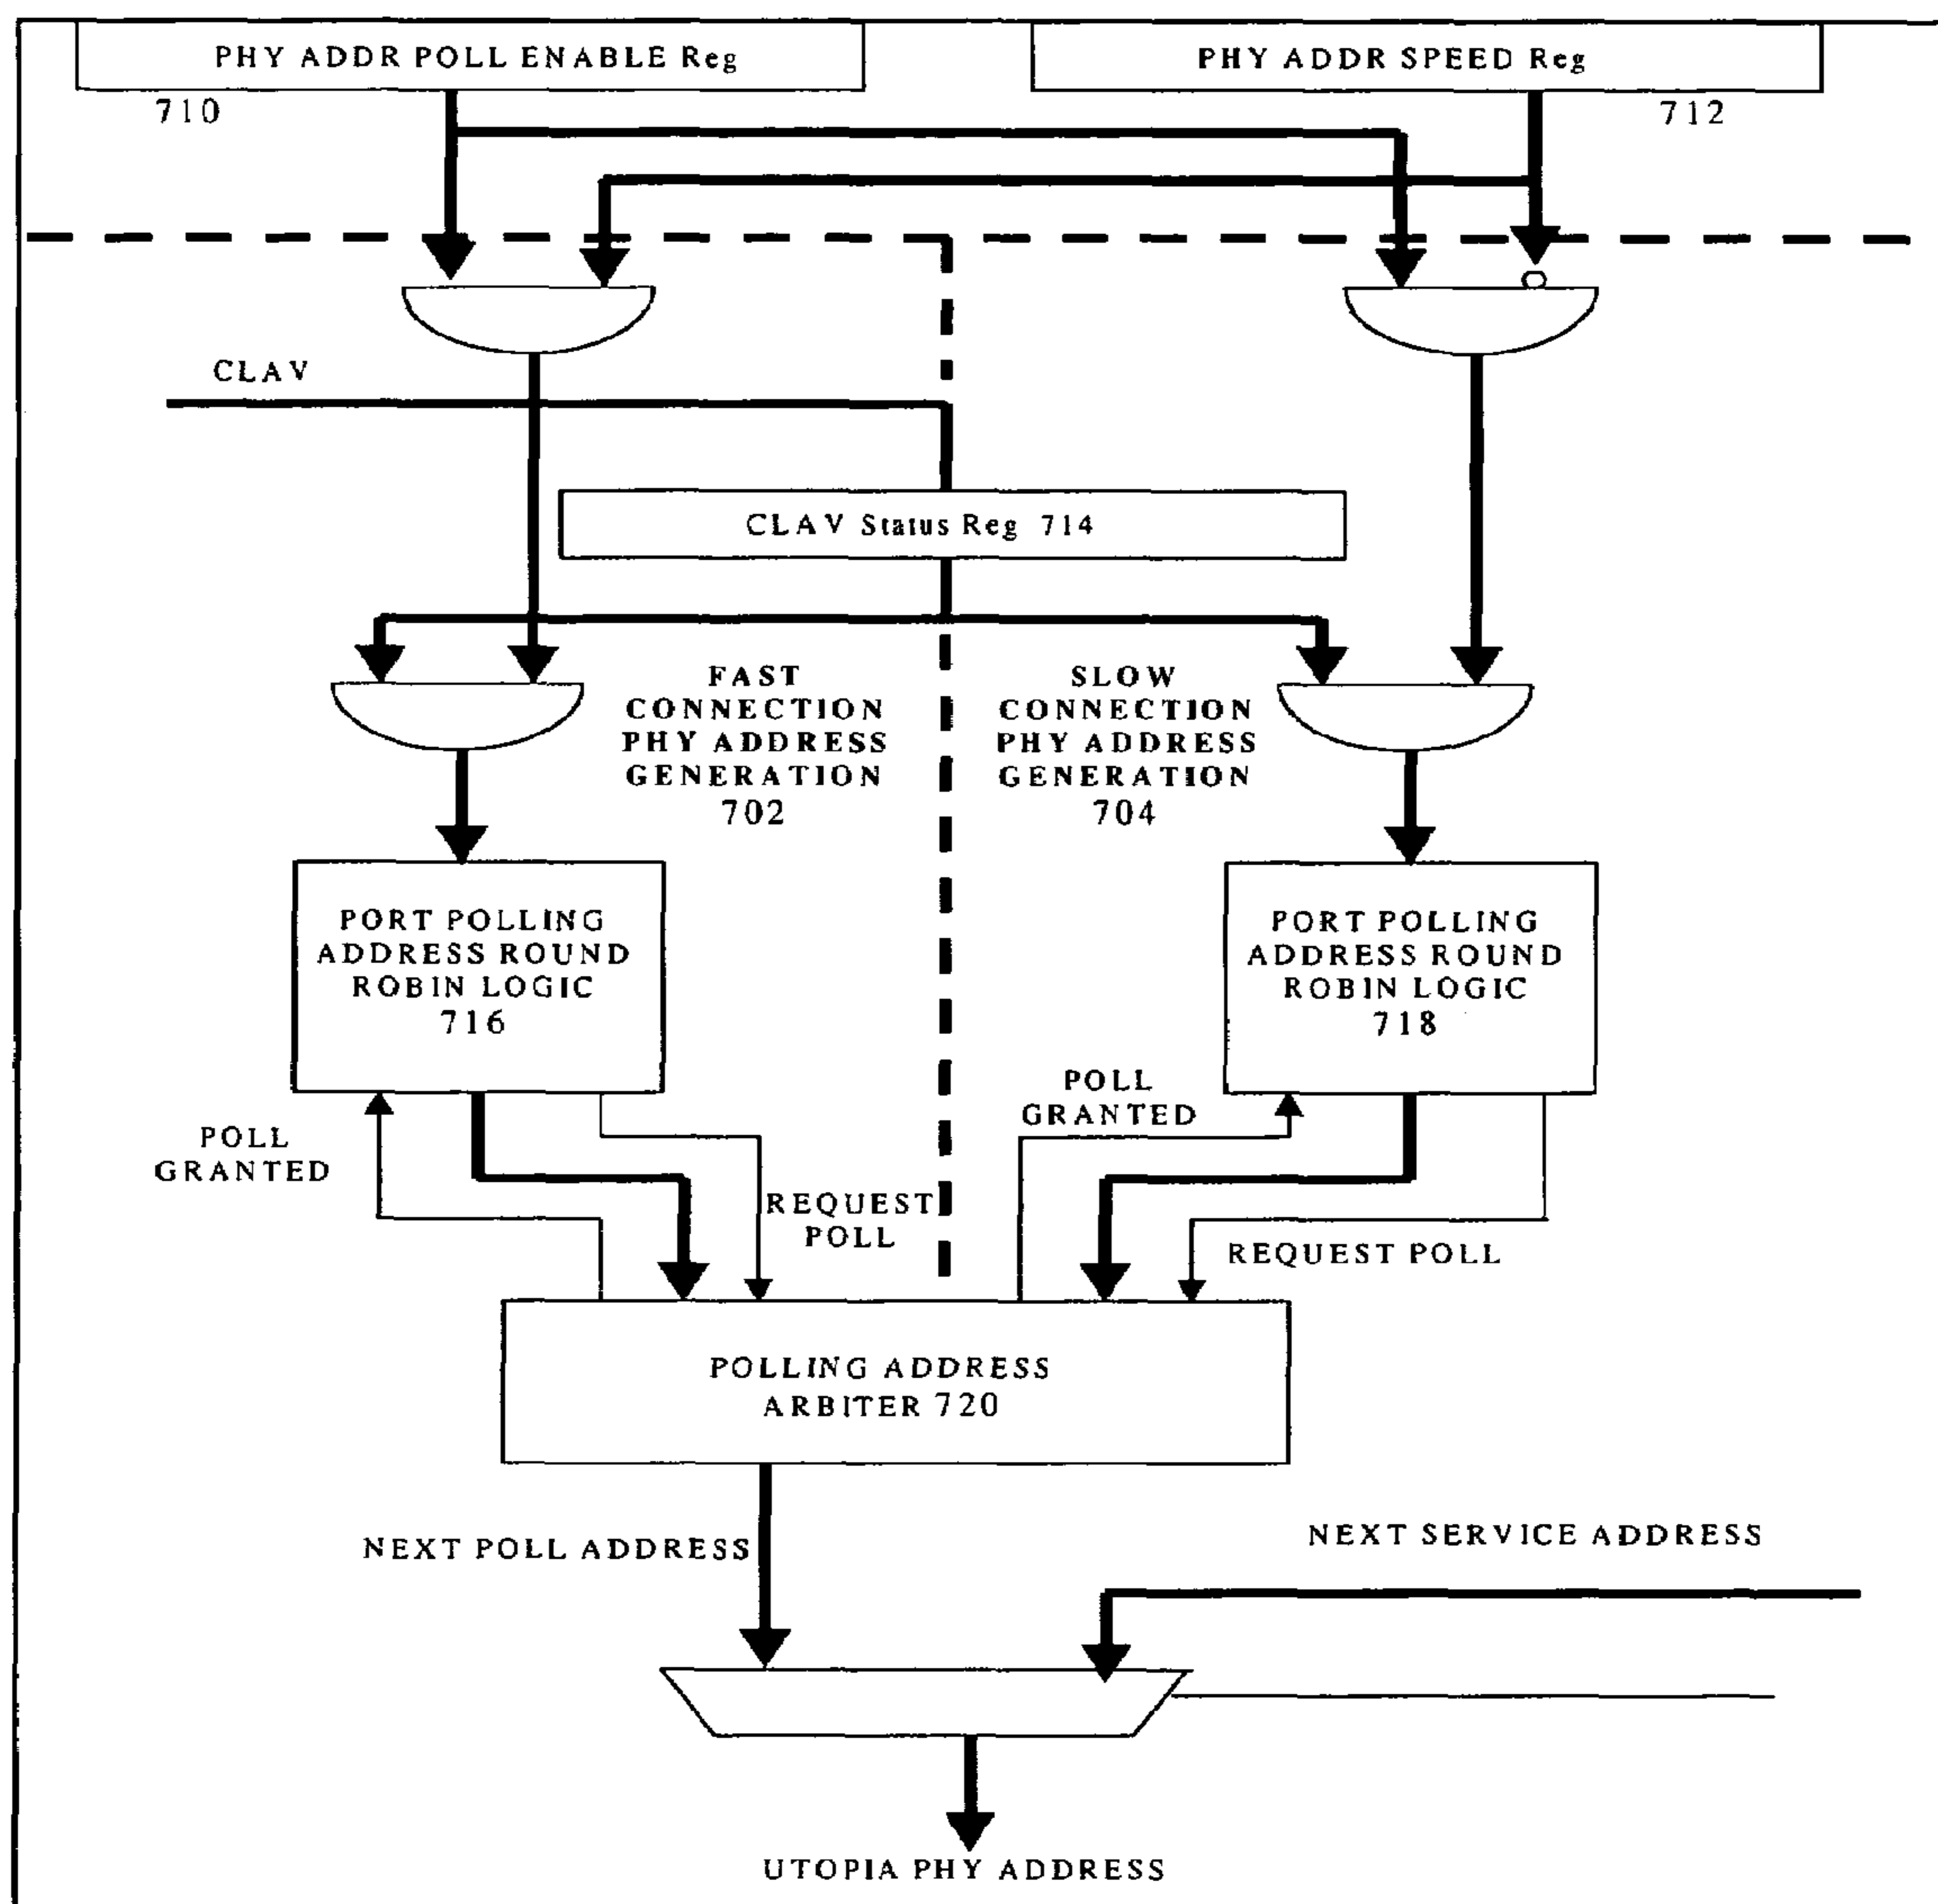 PHY ADDR POLL ENABLE Reg
710
PHY ADDR SPEED Reg
712
CLAV
CLAV Status Reg 714
FAST
CONNECTION
PHY ADDRESS
GENERATION
702
SLOW
CONNECTION
PHY ADDRESS
GENERATION
704
PORT POLLING
ADDRESS ROUND
ROBIN LOGIC
716
PORT POLLING
ADDRESS ROUND
ROBIN LOGIC
718
POLL
GRANTED
REQUEST
POLL
POLL
GRANTED
REQUEST POLL
POLLING ADDRESS
ARBITER 720
NEXT POLL ADDRESS
NEXT SERVICE ADDRESS
UTOPIA PHY ADDRESS